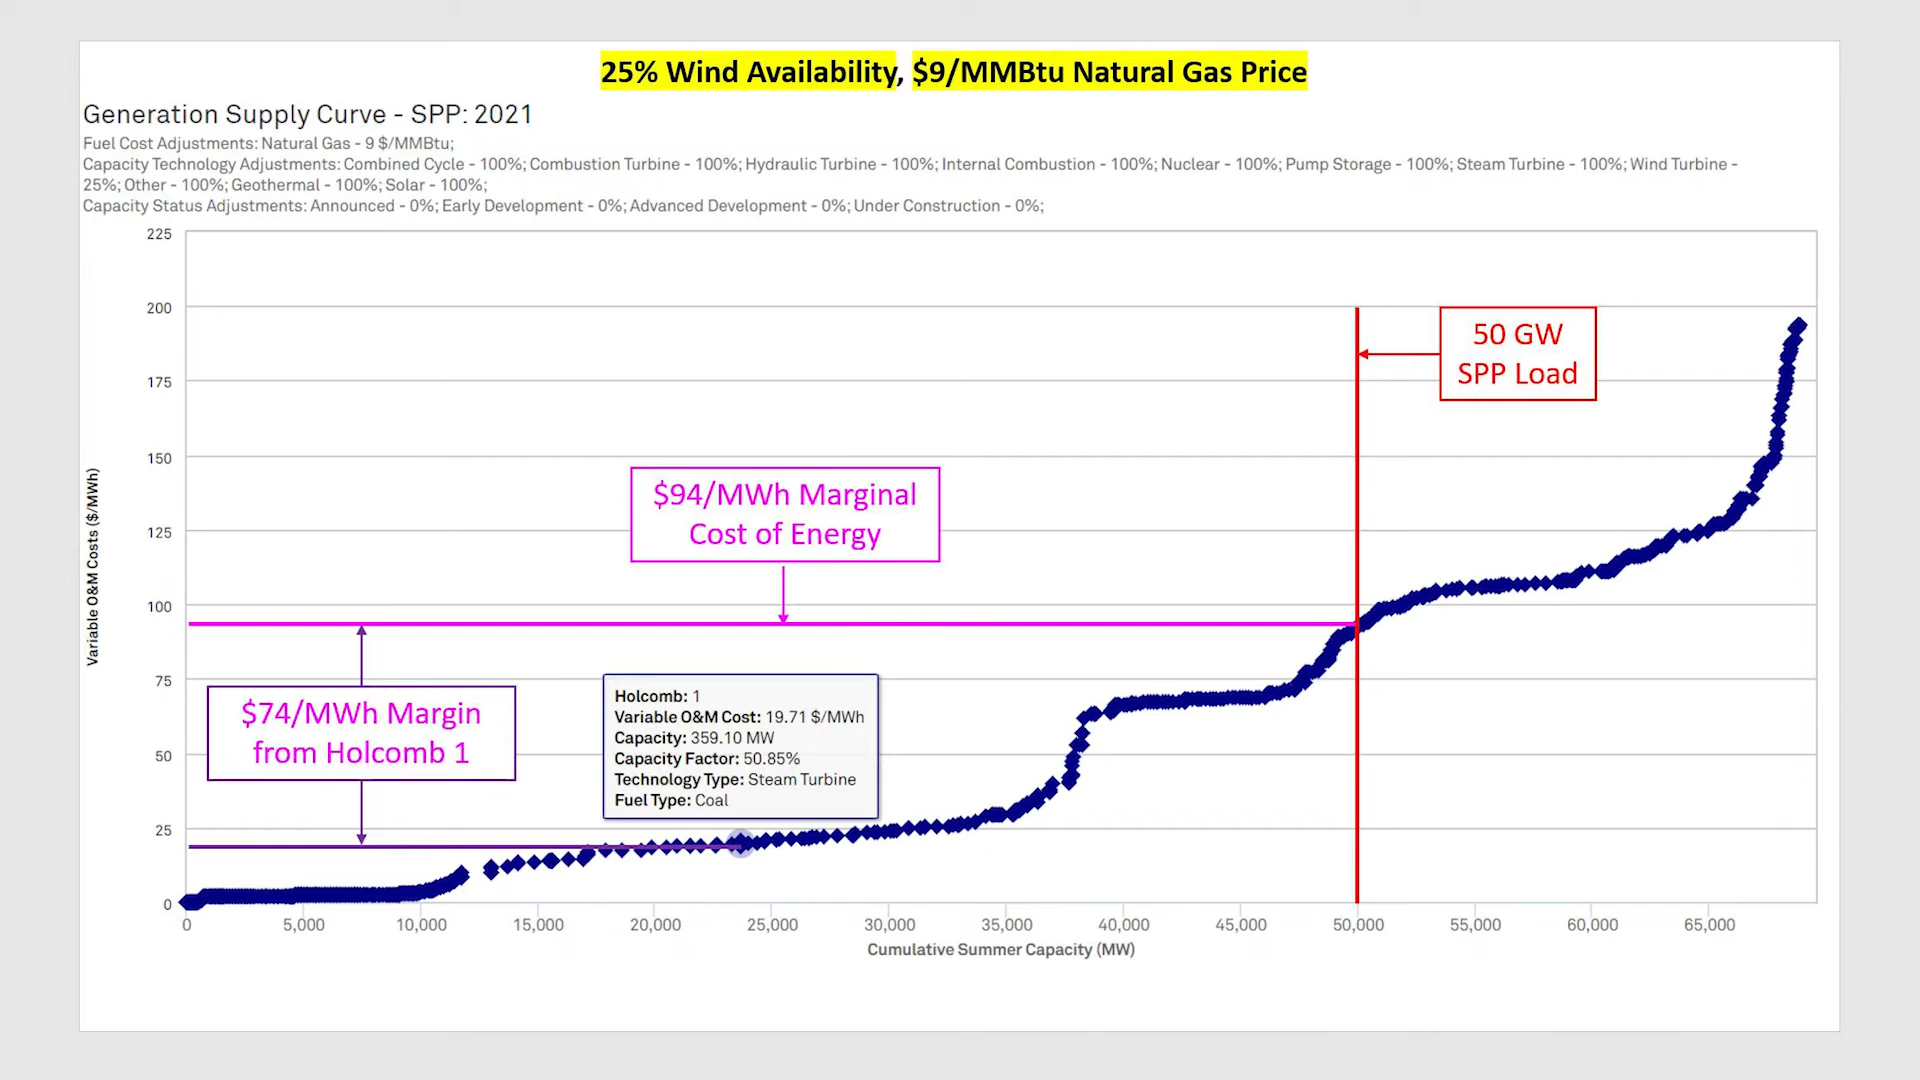 25% Wind Availability, $9/MMBtu Natural Gas Price
Generation Supply Curve - SPP: 2021
Fuel Cost Adjustments: Natural Gas - 9 $/MMBtu;
Capacity Technology Adjustments: Combined Cycle - 100%; Combustion Turbine - 100%; Hydraulic Turbine - 100%; Internal Combustion - 100%; Nuclear - 100%; Pump Storage - 100%; Steam Turbine - 100%; Wind Turbine -
25%; Other - 100%; Geothermal - 100%; Solar - 100%;
Capacity Status Adjustments: Announced - 0%; Early Development - 0%; Advanced Development - 0%; Under Construction - 0%;
225
200
175
150
125
100
75
50
25
0
Variable O&M Costs ($/MWh)
50 GW
SPP Load
$94/MWh Marginal
Cost of Energy
$74/MWh Margin
from Holcomb 1
Holcomb: 1
Variable O&M Cost: 19.71 $/MWh
Capacity: 359.10 MW
Capacity Factor: 50.85%
Technology Type: Steam Turbine
Fuel Type: Coal
0 5,000 10,000 15,000 20,000 25,000 30,000 35,000 40,000 45,000 50,000 55,000 60,000 65,000
Cumulative Summer Capacity (MW)